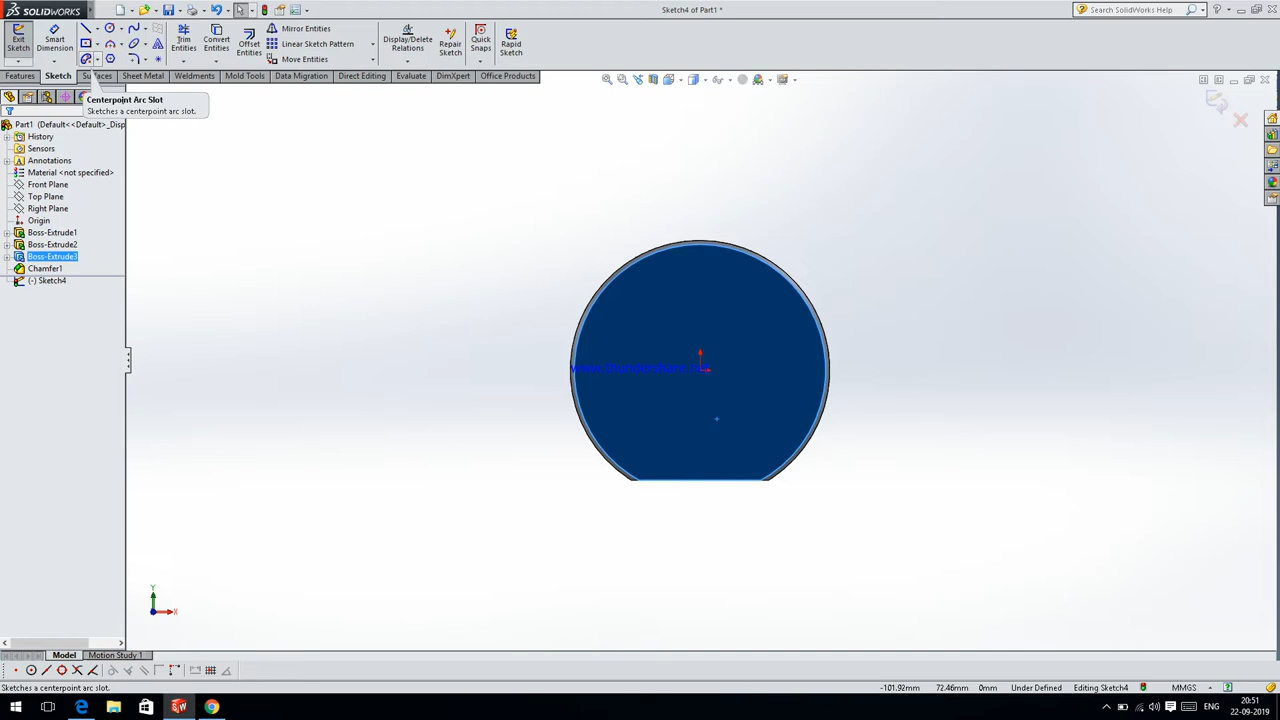 SOLIDWORKS
Sketch4 of Part1 *
Search SolidWorks
Exit Sketch
Smart Dimension
Trim Entities
Convert Entities
Offset Entities
Mirror Entities
Linear Sketch Pattern
Move Entities
Display/Delete Relations
Repair Sketch
Quick Snaps
Rapid Sketch
Features Sketch Surfaces Sheet Metal Weldments Mold Tools Data Migration Direct Editing Evaluate DimXpert Office Products
Centerpoint Arc Slot
Sketches a centerpoint arc slot.
Part1 (Default<<Default>_Disp
History
Sensors
Annotations
Material <not specified>
Front Plane
Top Plane
Right Plane
Origin
Boss-Extrude1
Boss-Extrude2
Boss-Extrude3
Chamfer1
(-) Sketch4
Y
X
Model Motion Study 1
Sketches a centerpoint arc slot.
-101.92mm 72.46mm 0mm Under Defined Editing Sketch4 MMGS
ENG
20:51
22-09-2019